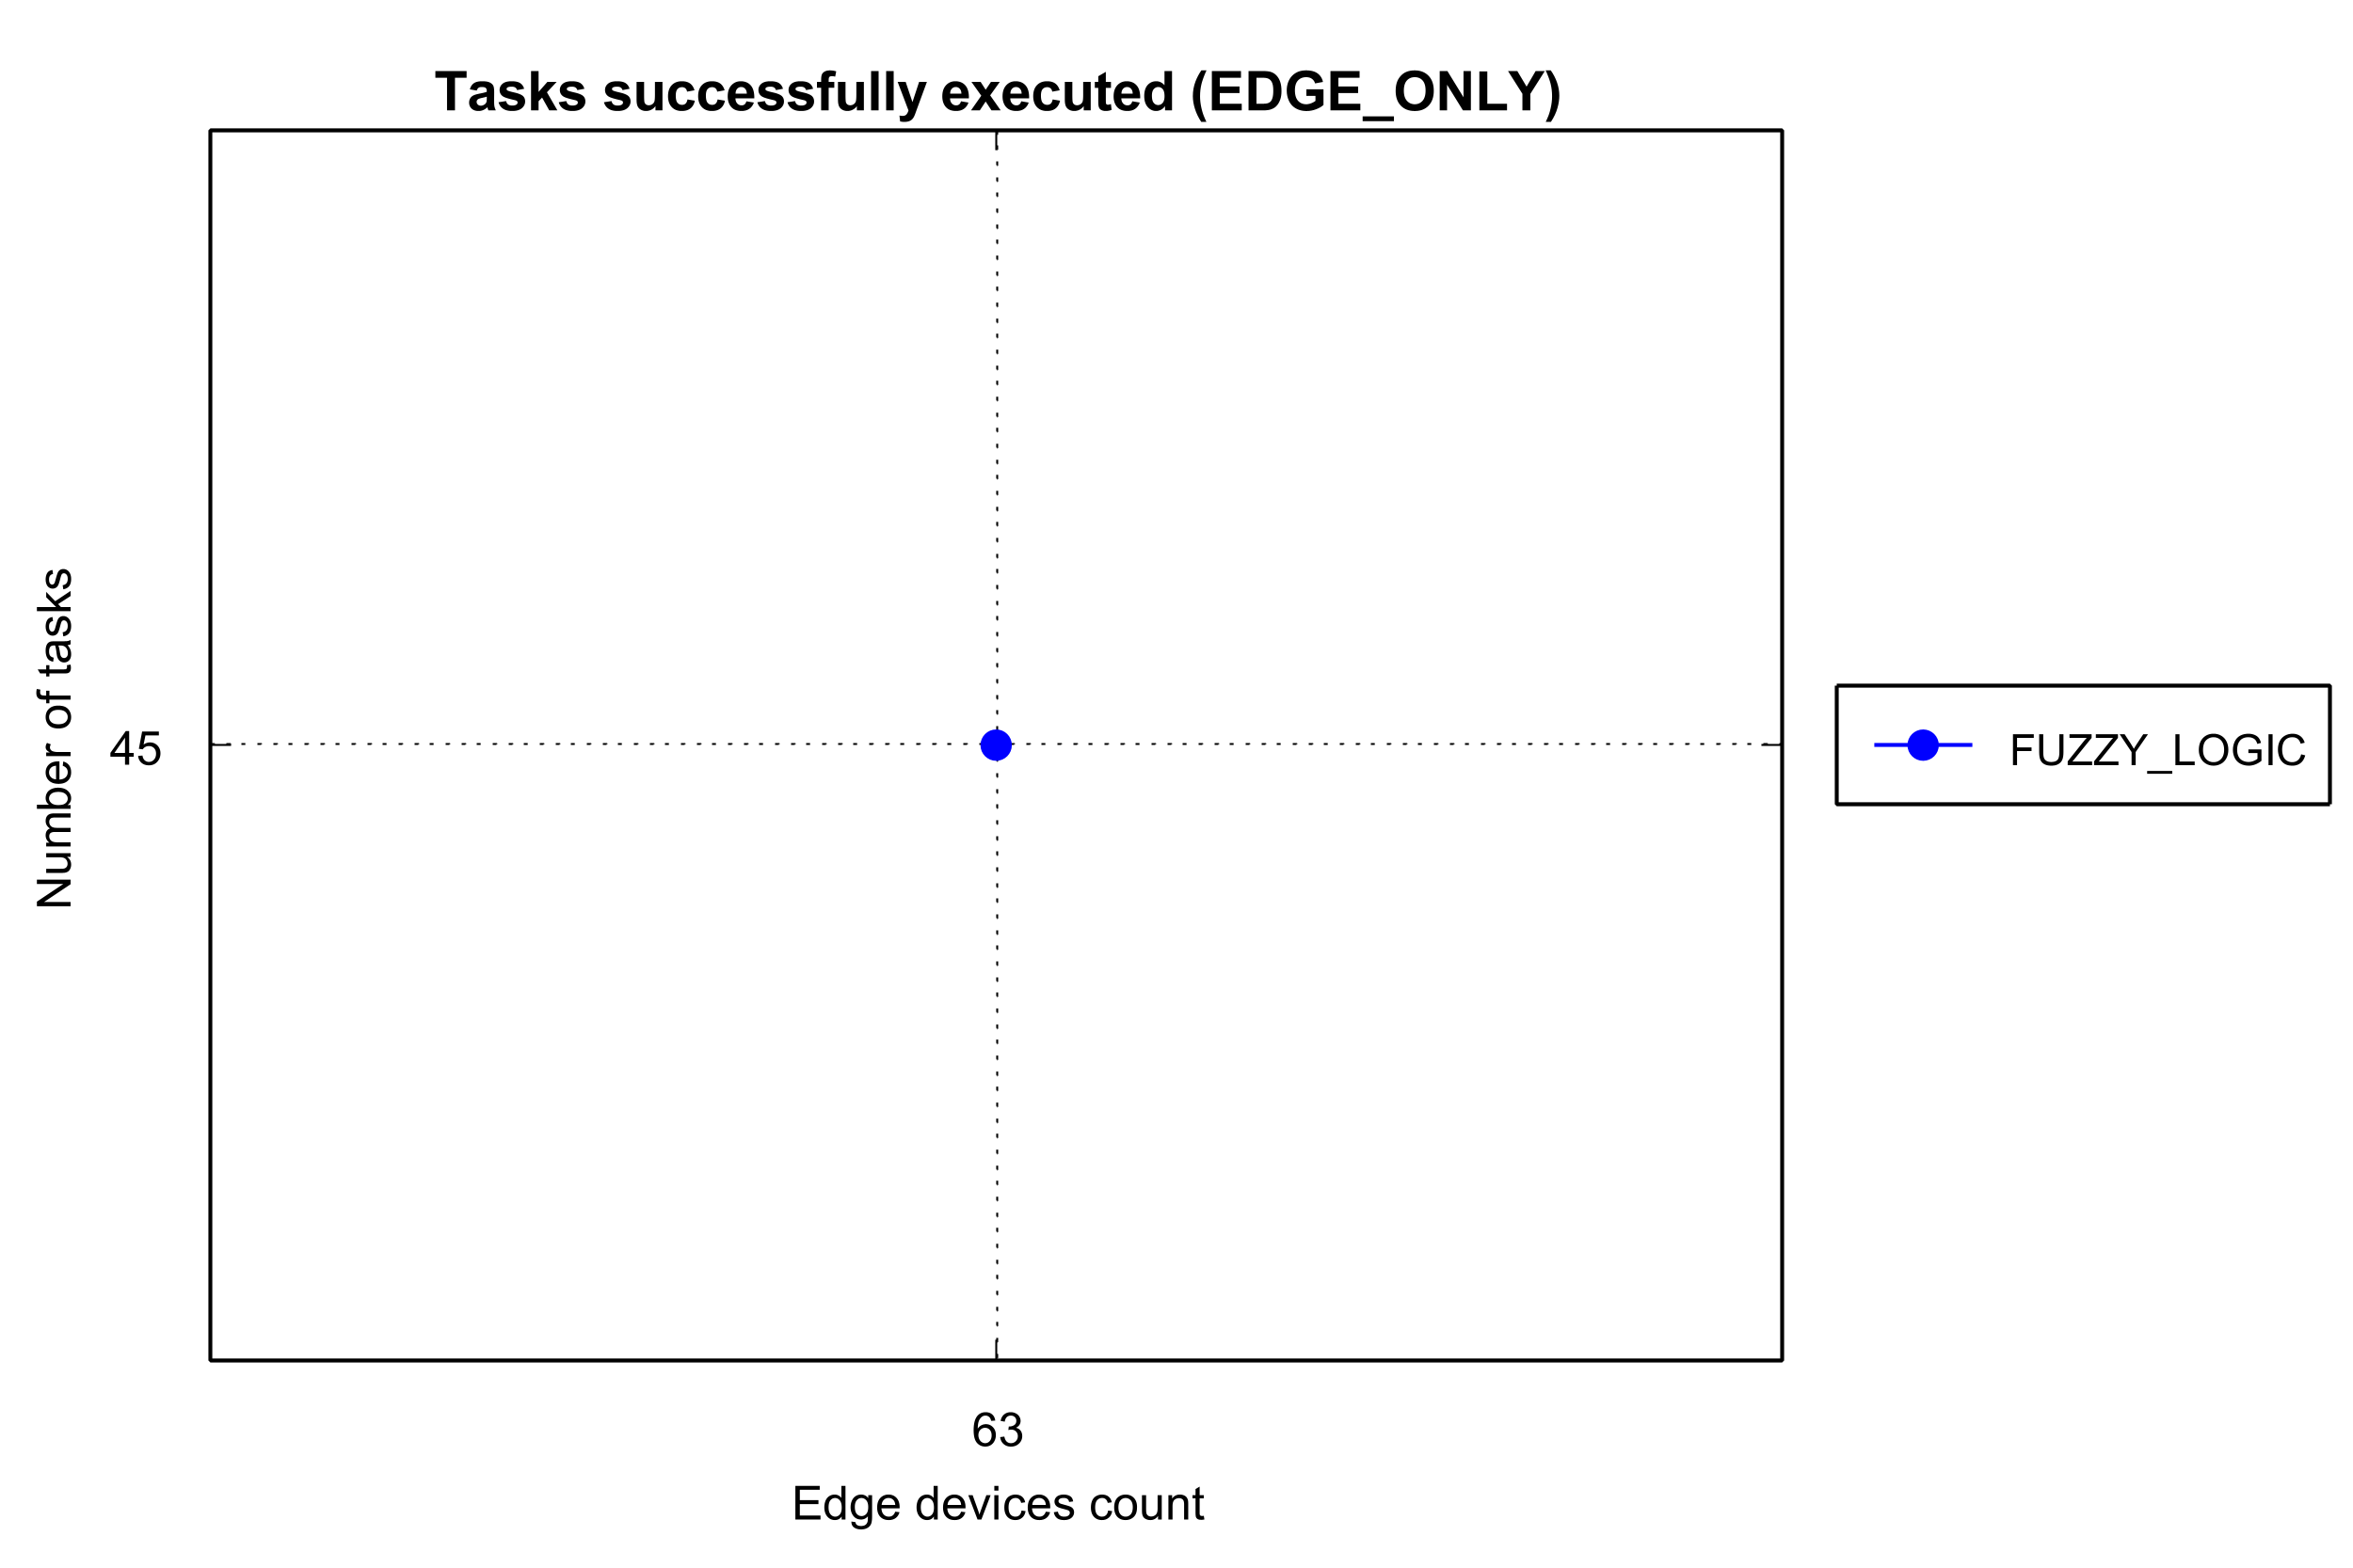 Tasks successfully executed (EDGE_ONLY)
Number of tasks
45
FUZZY_LOGIC
63
Edge devices count